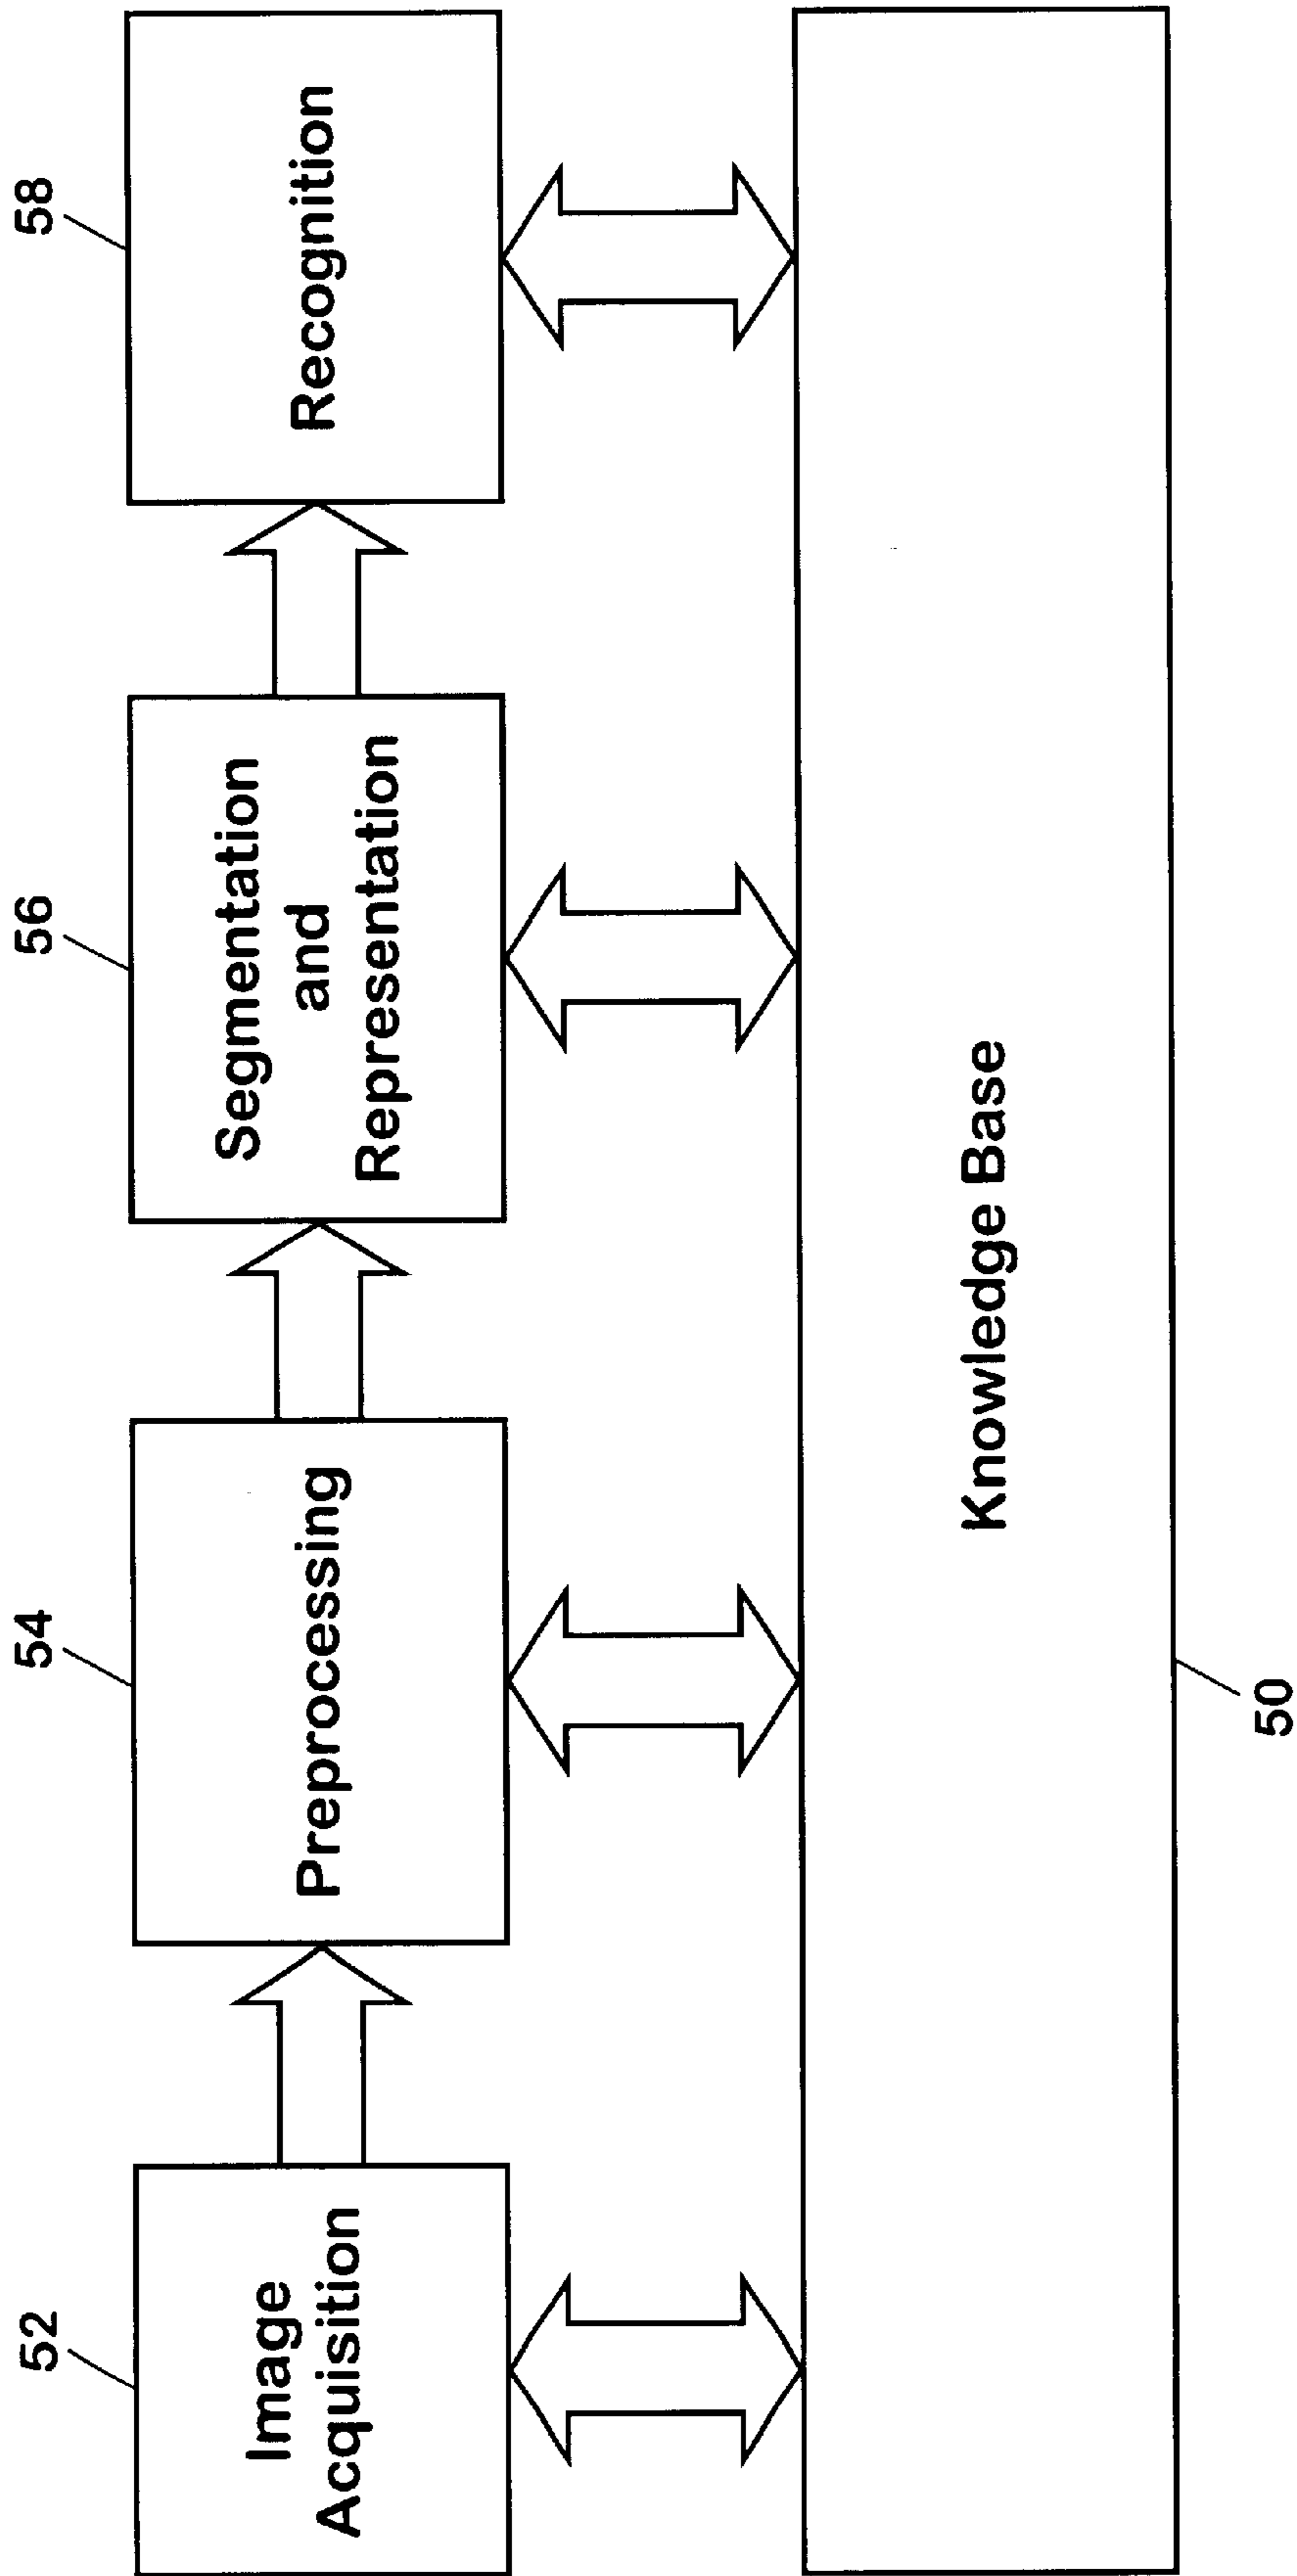 52
Image
Acquisition
54
Preprocessing
56
Segmentation
and
Representation
58
Recognition
Knowledge Base
50